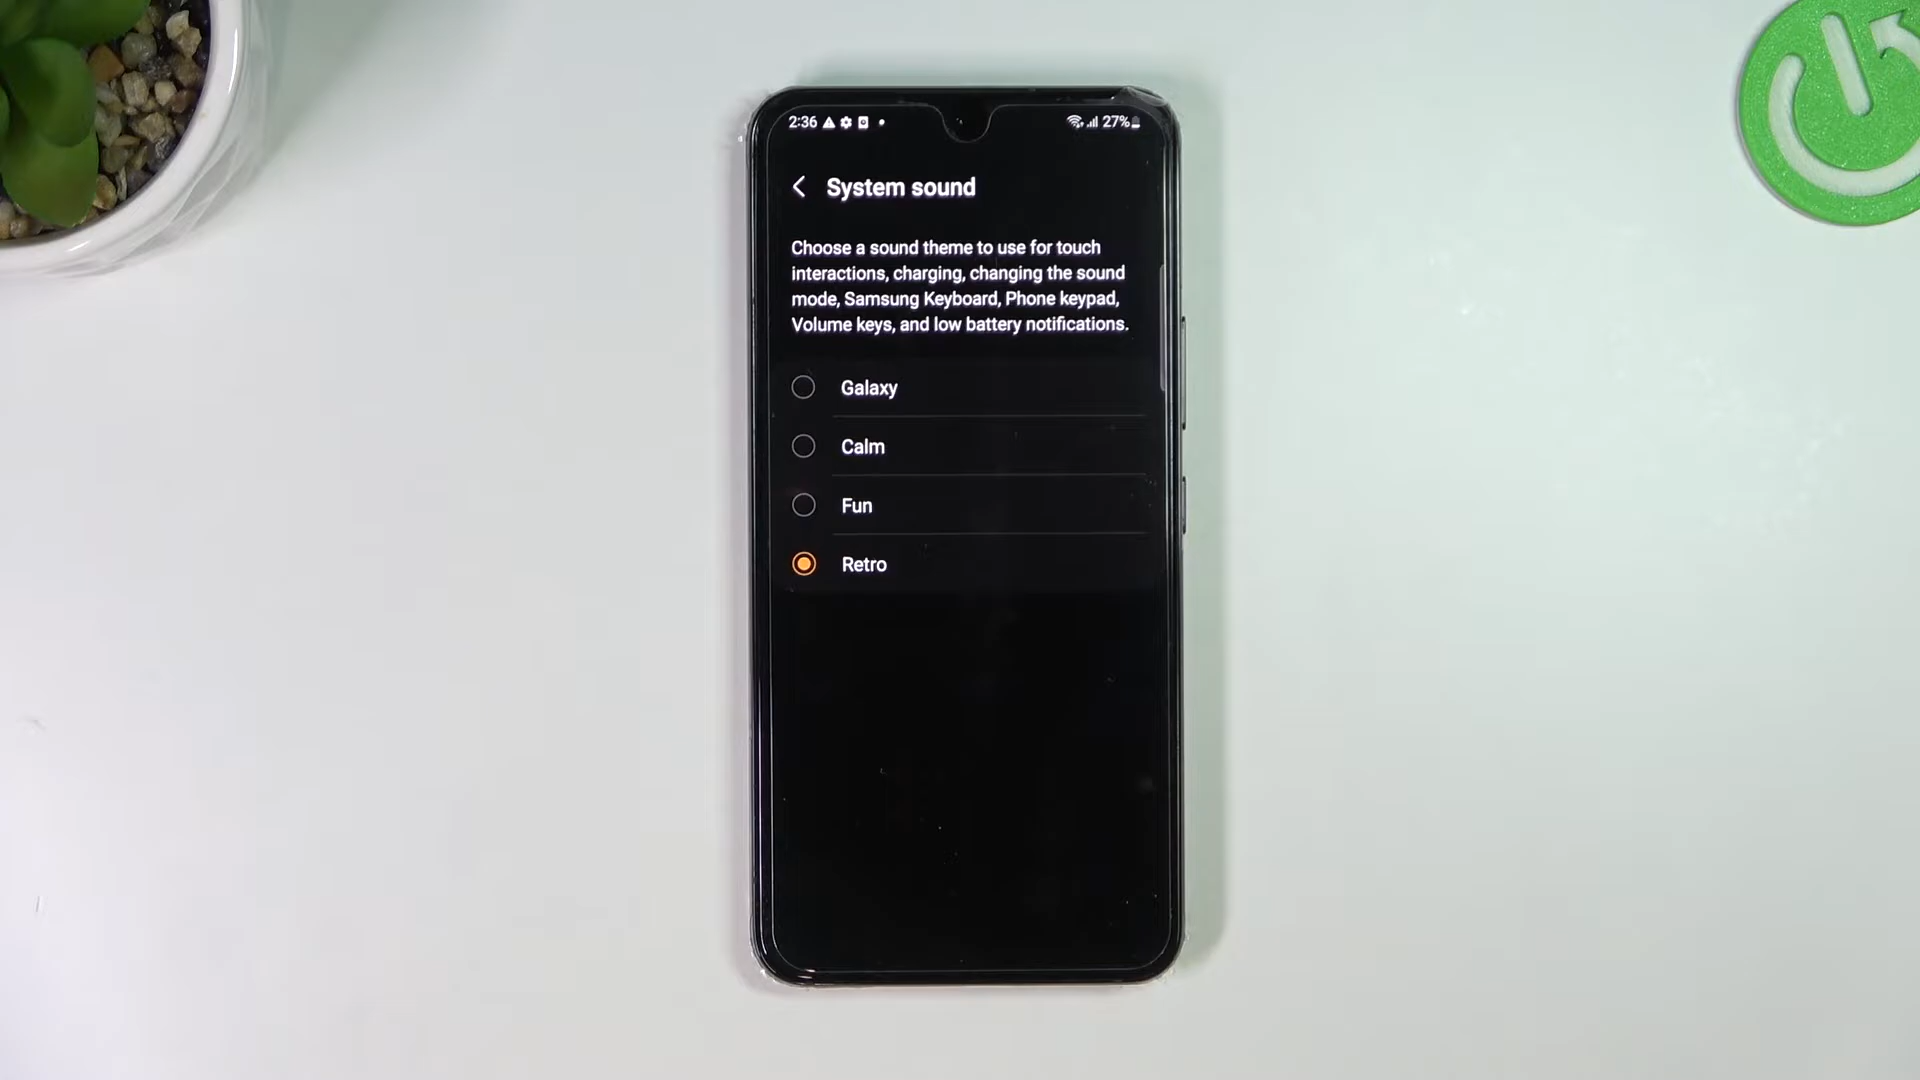 2:36
27%
System sound
Choose a sound theme to use for touch
interactions, charging, changing the sound
mode, Samsung Keyboard, Phone keypad,
Volume keys, and low battery notifications.
Galaxy
Calm
Fun
Retro